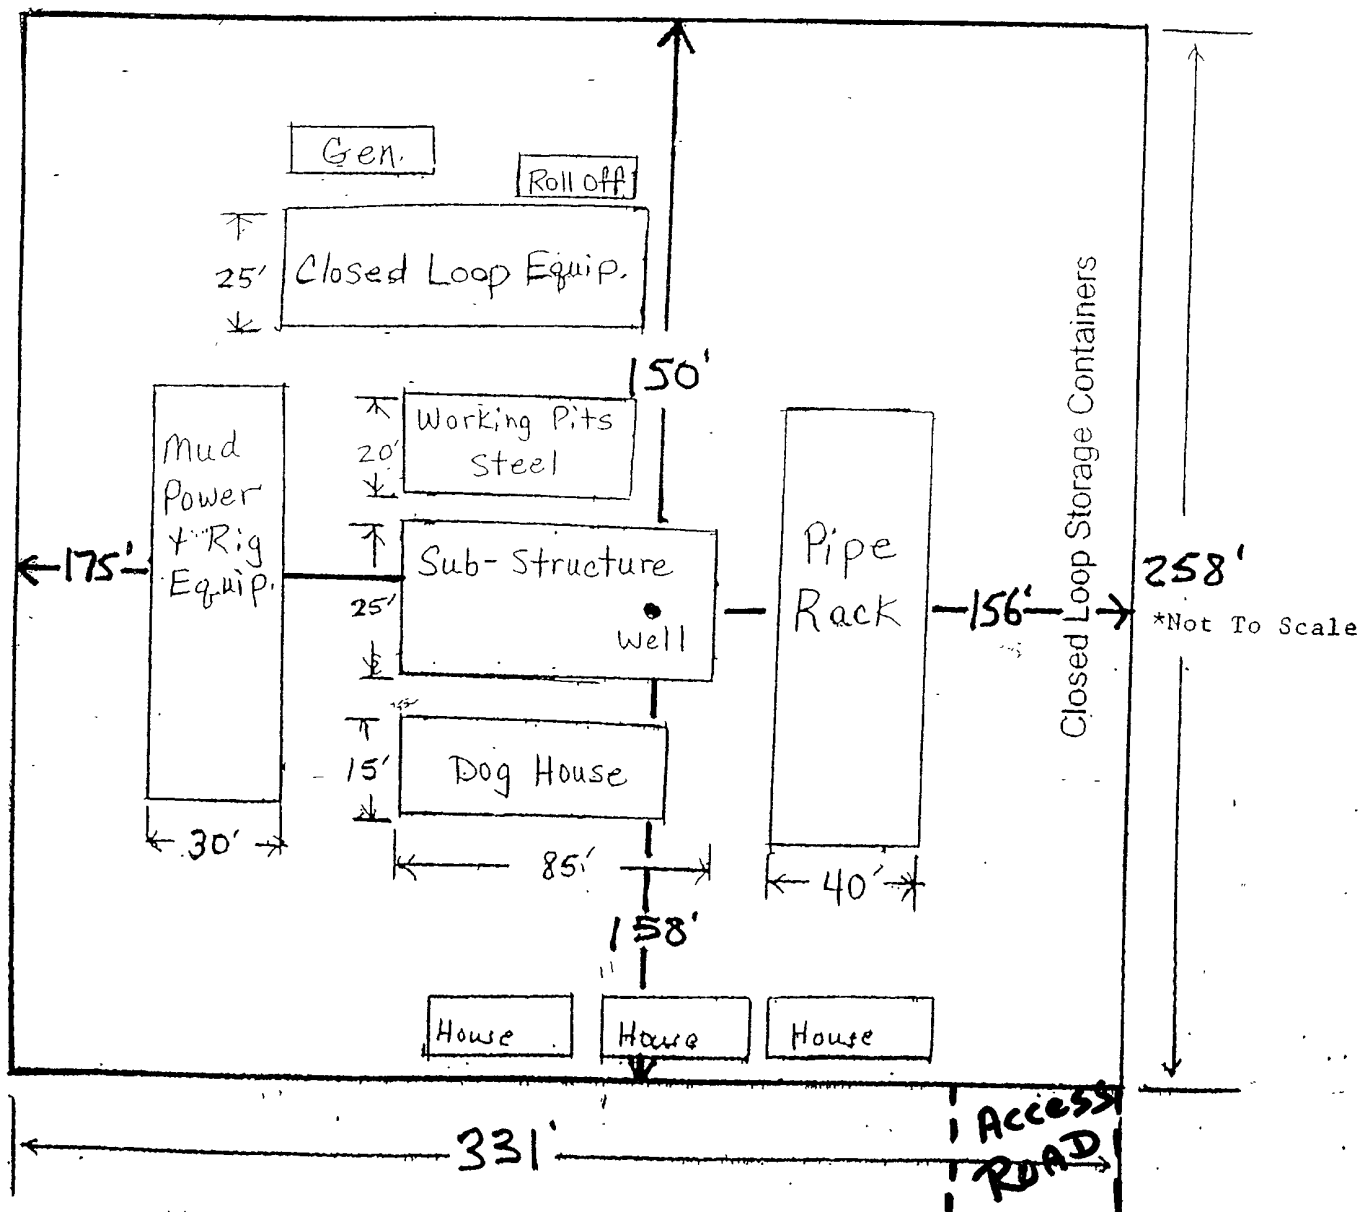 Gen.
Roll off
25'
Closed Loop Equip.
150'
Closed Loop Storage Containers
20'
Working Pits
Steel
Mud
Power
+ Rig
Equip.
175'
25'
Sub-Structure
Well
Pipe
Rack
156'
258'
*Not To Scale
15'
Dog House
30'
85'
40'
158'
House
House
House
331'
Access
ROAD